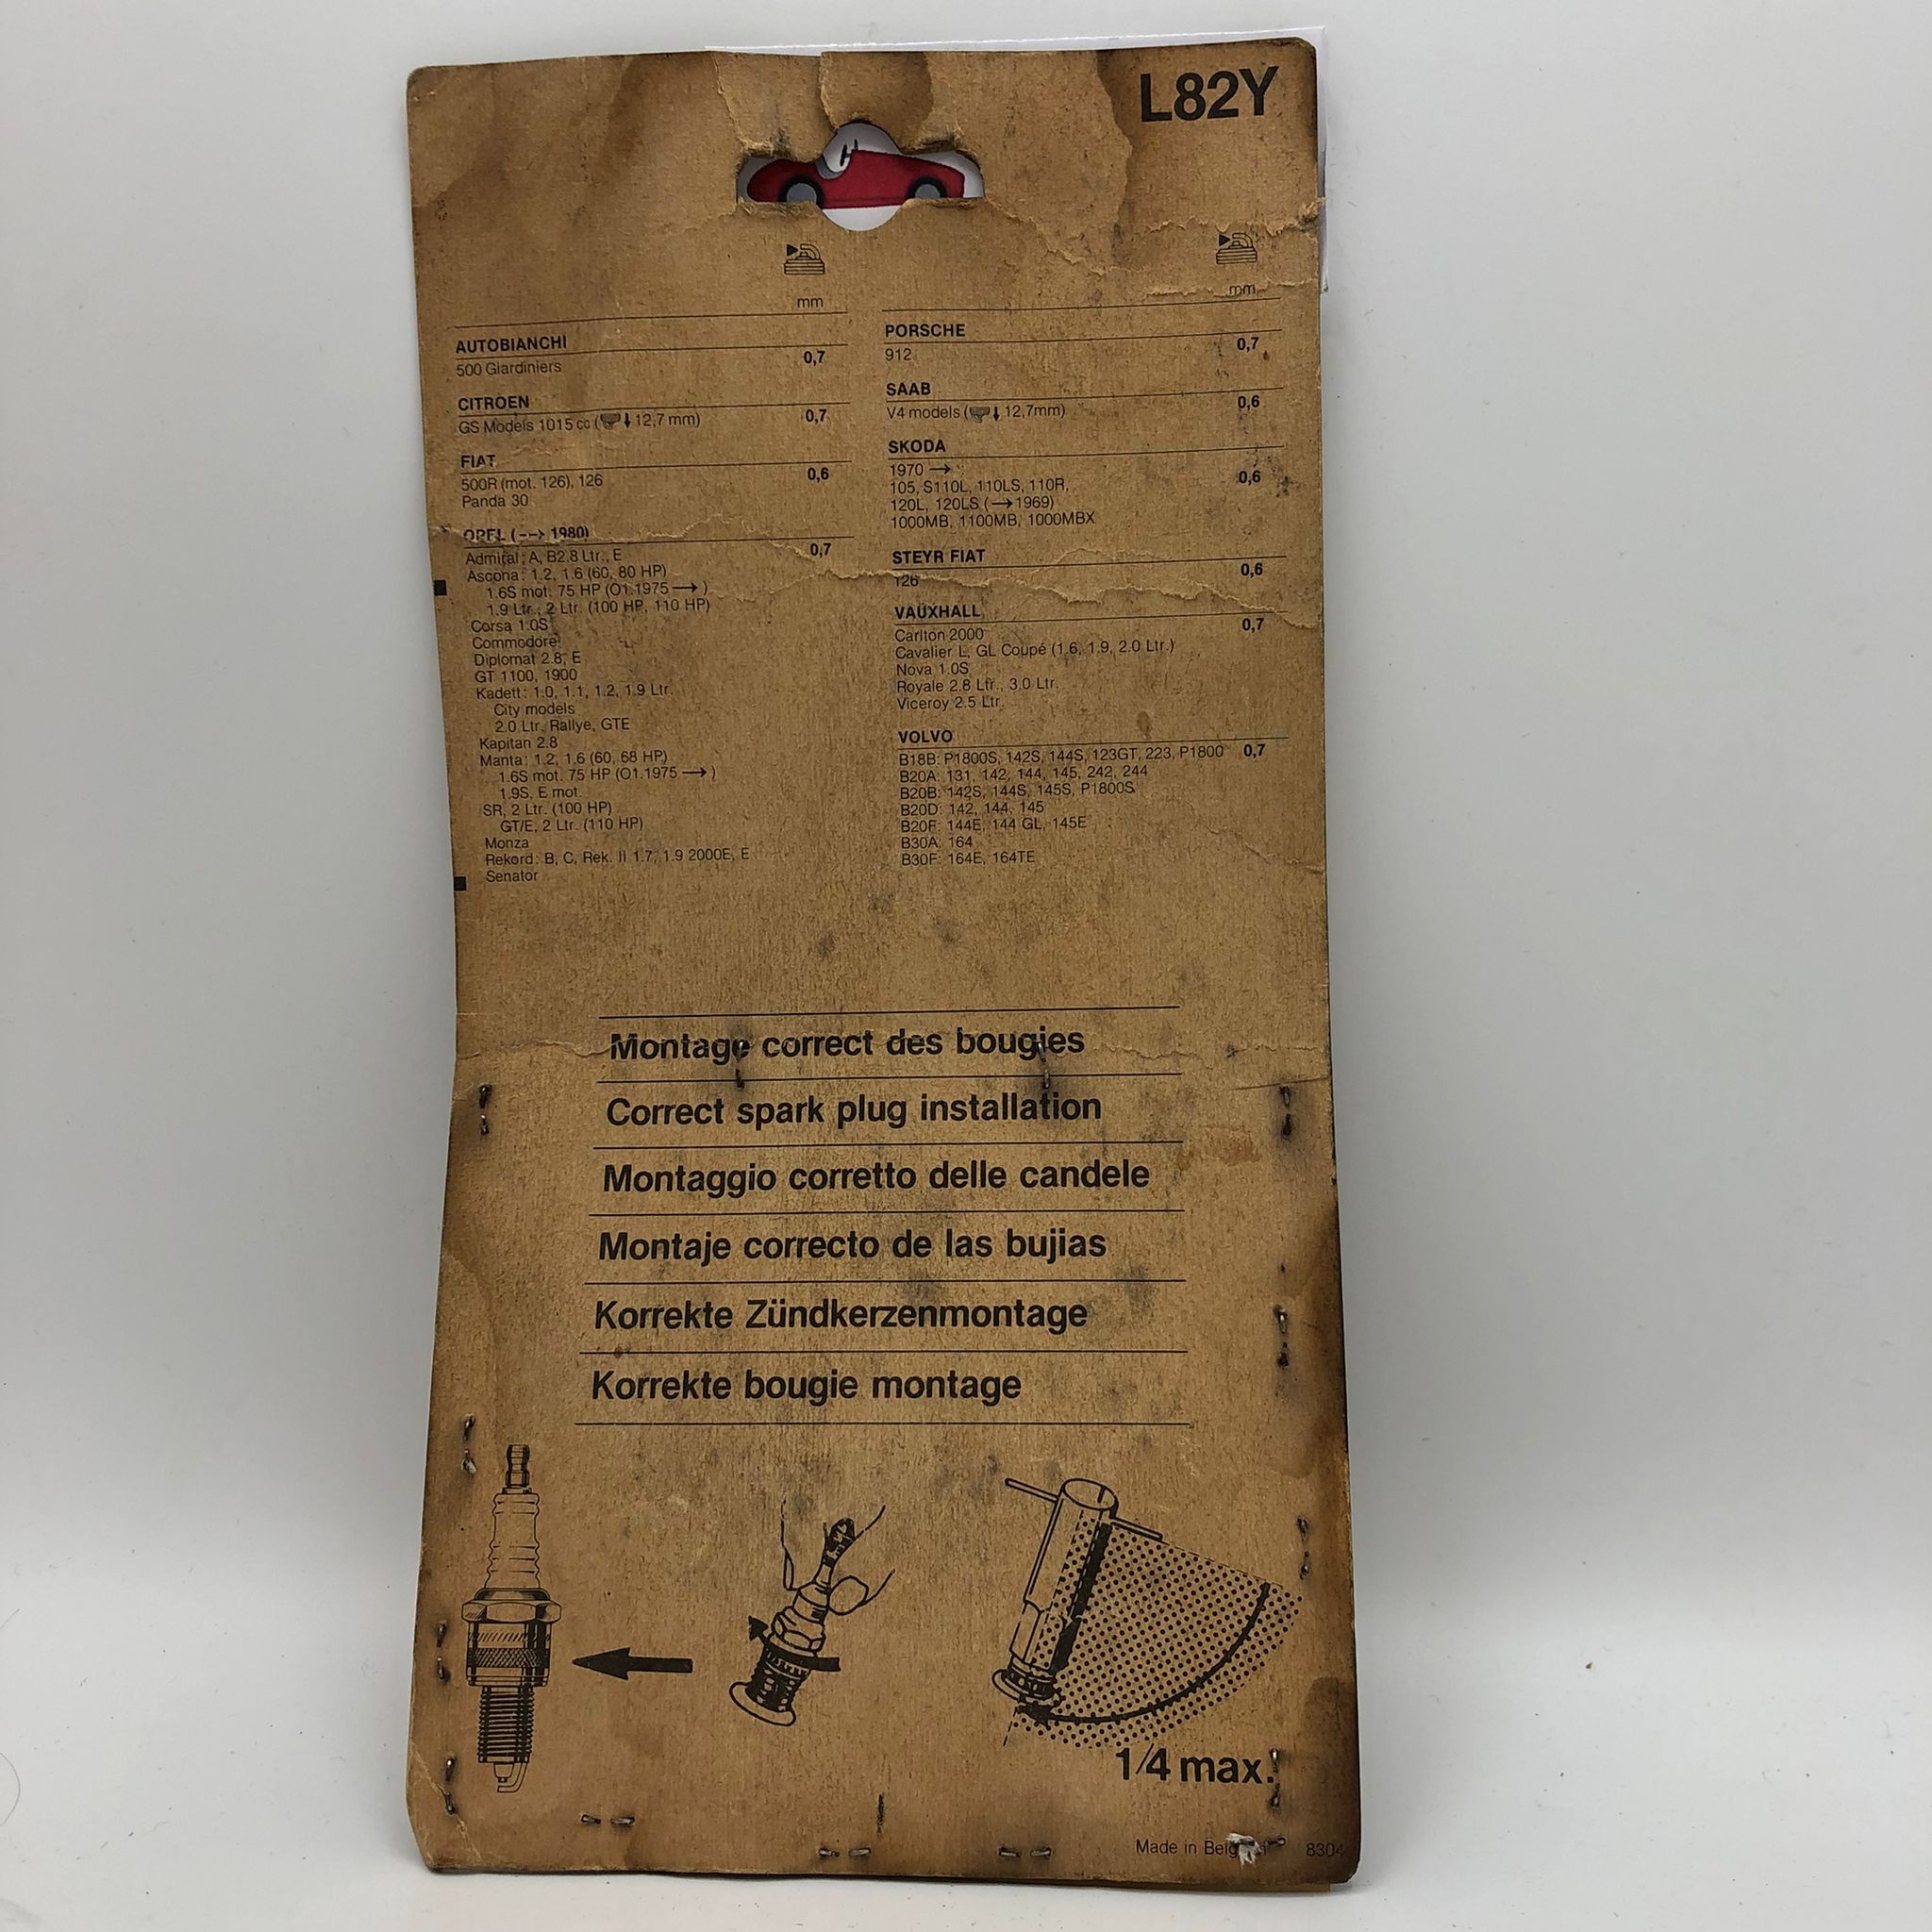 L82Y
mm
AUTOBIANCHI
500 Giardiniers 0,7
CITROEN
GS Models 1015 cc ( 12,7 mm) 0,7
FIAT
500R (mot. 126), 126 0,6
Panda 30
OPEL (--→ 1980)
Admiral: A, B2.8 Ltr., E 0,7
Ascona: 1.2, 1.6 (60, 80 HP)
1.6S mot. 75 HP (01.1975 → )
1.9 Ltr., 2 Ltr. (100 HP, 110 HP)
Corsa 1.0S
Commodore
Diplomat 2.8, E
GT 1100, 1900
Kadett: 1.0, 1.1, 1.2, 1.9 Ltr.
City models
2.0 Ltr. Rallye, GTE
Kapitan 2.8
Manta: 1.2, 1.6 (60, 68 HP)
1.6S mot. 75 HP (01.1975 → )
1.9S, E mot.
SR, 2 Ltr. (100 HP)
GT/E, 2 Ltr. (110 HP)
Monza
Rekord: B, C, Rek. II 1.7, 1.9 2000E, E
Senator
mm
PORSCHE
912 0,7
SAAB
V4 models ( ↓ 12,7mm) 0,6
SKODA
1970 →
105, S110L, 110LS, 110R, 0,6
120L, 120LS (→1969)
1000MB, 1100MB, 1000MBX
STEYR FIAT
126 0,6
VAUXHALL
Carlton 2000 0,7
Cavalier L, GL Coupé (1.6, 1.9, 2.0 Ltr.)
Nova 1.0S
Royale 2.8 Ltr., 3.0 Ltr.
Viceroy 2.5 Ltr.
VOLVO
B18B: P1800S, 142S, 144S, 123GT, 223, P1800 0,7
B20A: 131, 142, 144, 145, 242, 244
B20B: 142S, 144S, 145S, P1800S
B20D: 142, 144, 145
B20F: 144E, 144 GL, 145E
B30A: 164
B30F: 164E, 164TE
Montage correct des bougies
Correct spark plug installation
Montaggio corretto delle candele
Montaje correcto de las bujias
Korrekte Zündkerzenmontage
Korrekte bougie montage
1/4 max.
Made in 8304